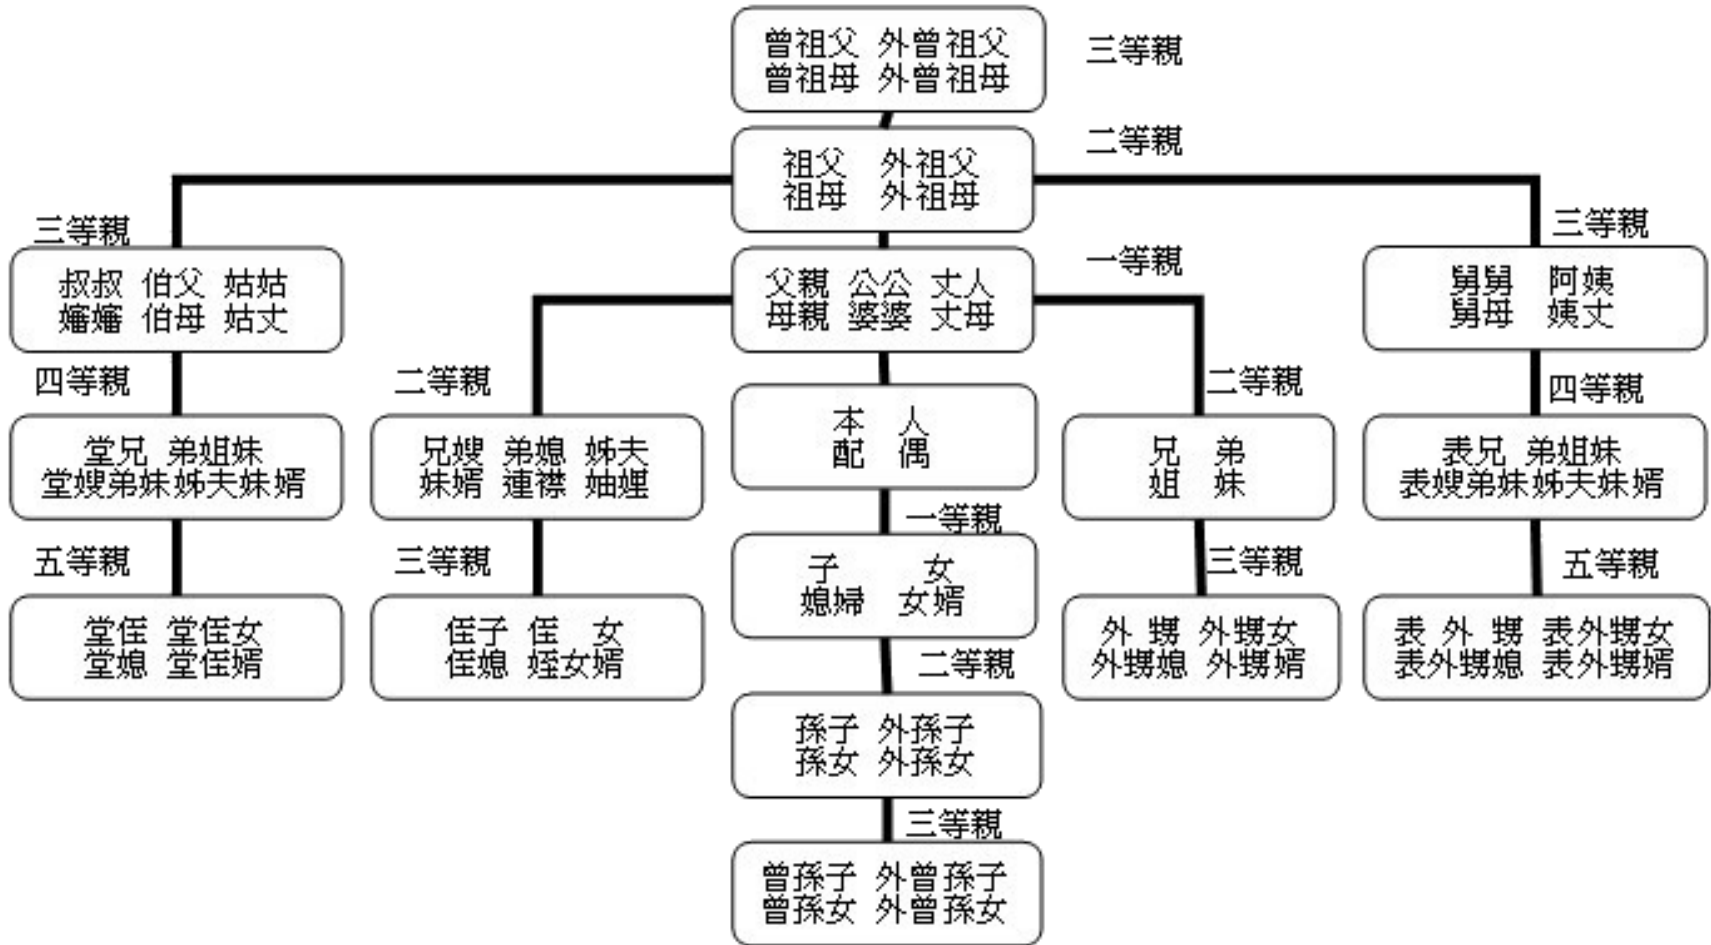 曾祖父 外曾祖父
曾祖母 外曾祖母
三等親
祖父 外祖父
祖母 外祖母
二等親
三等親
叔叔 伯父 姑姑
嬸嬸 伯母 姑丈
父親 公公 丈人
母親 婆婆 丈母
一等親
三等親
舅舅 阿姨
舅母 姨丈
四等親
堂兄 弟姐妹
堂嫂弟妹姊夫妹婿
二等親
兄嫂 弟媳 姊夫
妹婿 連襟 妯娌
本 人
配 偶
二等親
兄 弟
姐 妹
四等親
表兄 弟姐妹
表嫂弟妹姊夫妹婿
五等親
堂侄 堂侄女
堂媳 堂侄婿
三等親
侄子 侄 女
侄媳 姪女婿
一等親
子 女
媳婦 女婿
三等親
外 甥 外甥女
外甥媳 外甥婿
五等親
表 外 甥 表外甥女
表外甥媳 表外甥婿
二等親
孫子 外孫子
孫女 外孫女
三等親
曾孫子 外曾孫子
曾孫女 外曾孫女